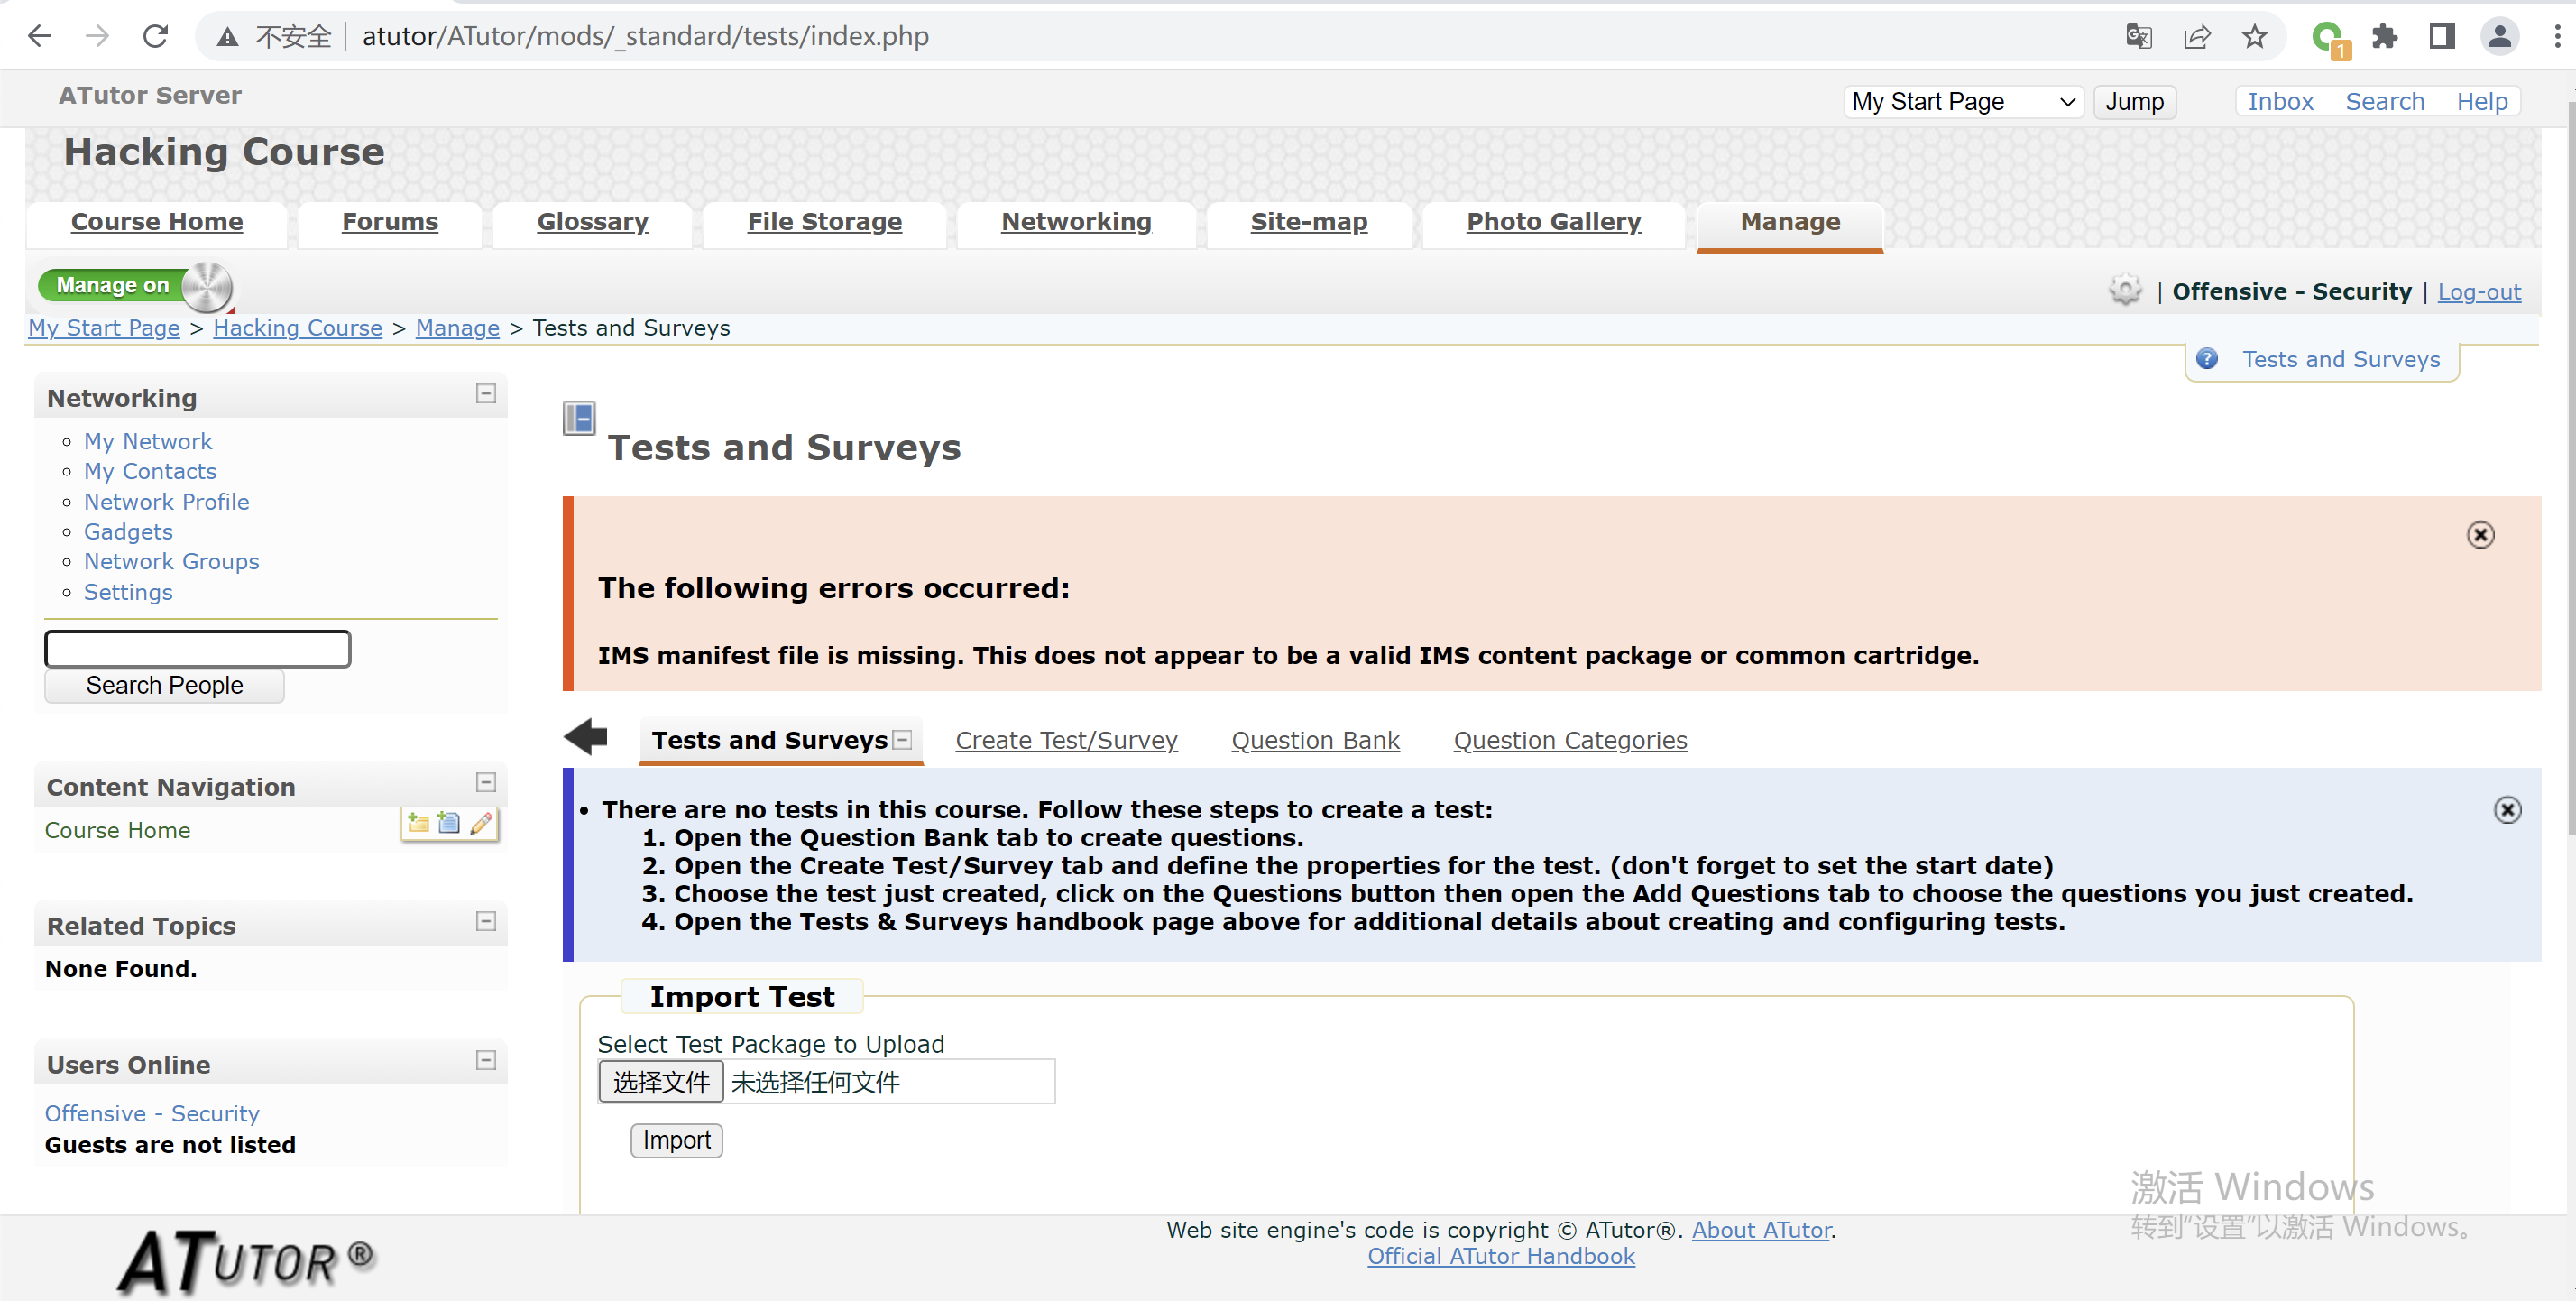 不安全 | atutor/ATutor/mods/_standard/tests/index.php
1
ATutor Server
My Start Page Jump Inbox Search Help
Hacking Course
Course Home Forums Glossary File Storage Networking Site-map Photo Gallery Manage
Manage on
| Offensive - Security | Log-out
My Start Page > Hacking Course > Manage > Tests and Surveys
? Tests and Surveys
Networking
My Network
My Contacts
Network Profile
Gadgets
Network Groups
Settings
Search People
Content Navigation
Course Home
Related Topics
None Found.
Users Online
Offensive - Security
Guests are not listed
Tests and Surveys
The following errors occurred:
IMS manifest file is missing. This does not appear to be a valid IMS content package or common cartridge.
Tests and Surveys Create Test/Survey Question Bank Question Categories
• There are no tests in this course. Follow these steps to create a test:
1. Open the Question Bank tab to create questions.
2. Open the Create Test/Survey tab and define the properties for the test. (don't forget to set the start date)
3. Choose the test just created, click on the Questions button then open the Add Questions tab to choose the questions you just created.
4. Open the Tests & Surveys handbook page above for additional details about creating and configuring tests.
Import Test
Select Test Package to Upload
选择文件 未选择任何文件
Import
激活 Windows
转到“设置”以激活 Windows。
ATUTOR ®
Web site engine's code is copyright © ATutor®. About ATutor.
Official ATutor Handbook